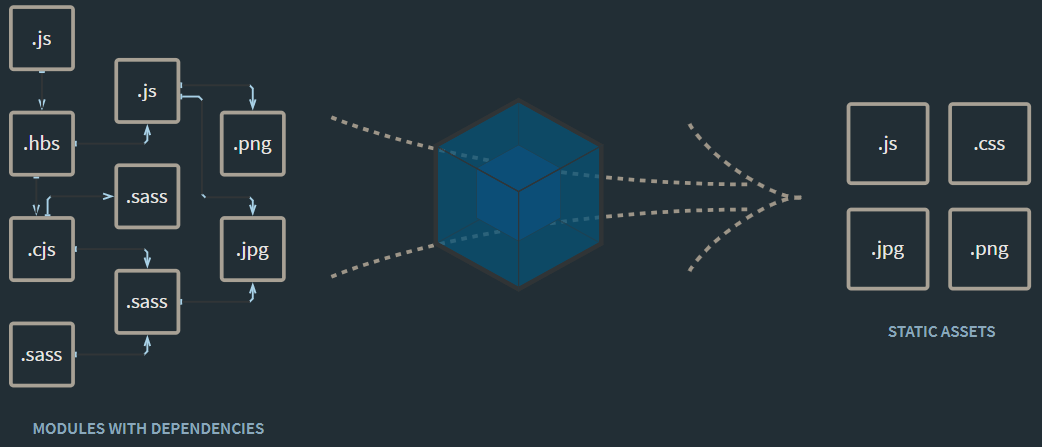 .js
.js
.hbs
.png
.sass
.cjs
.jpg
.sass
.sass
MODULES WITH DEPENDENCIES
.js
.css
.jpg
.png
STATIC ASSETS